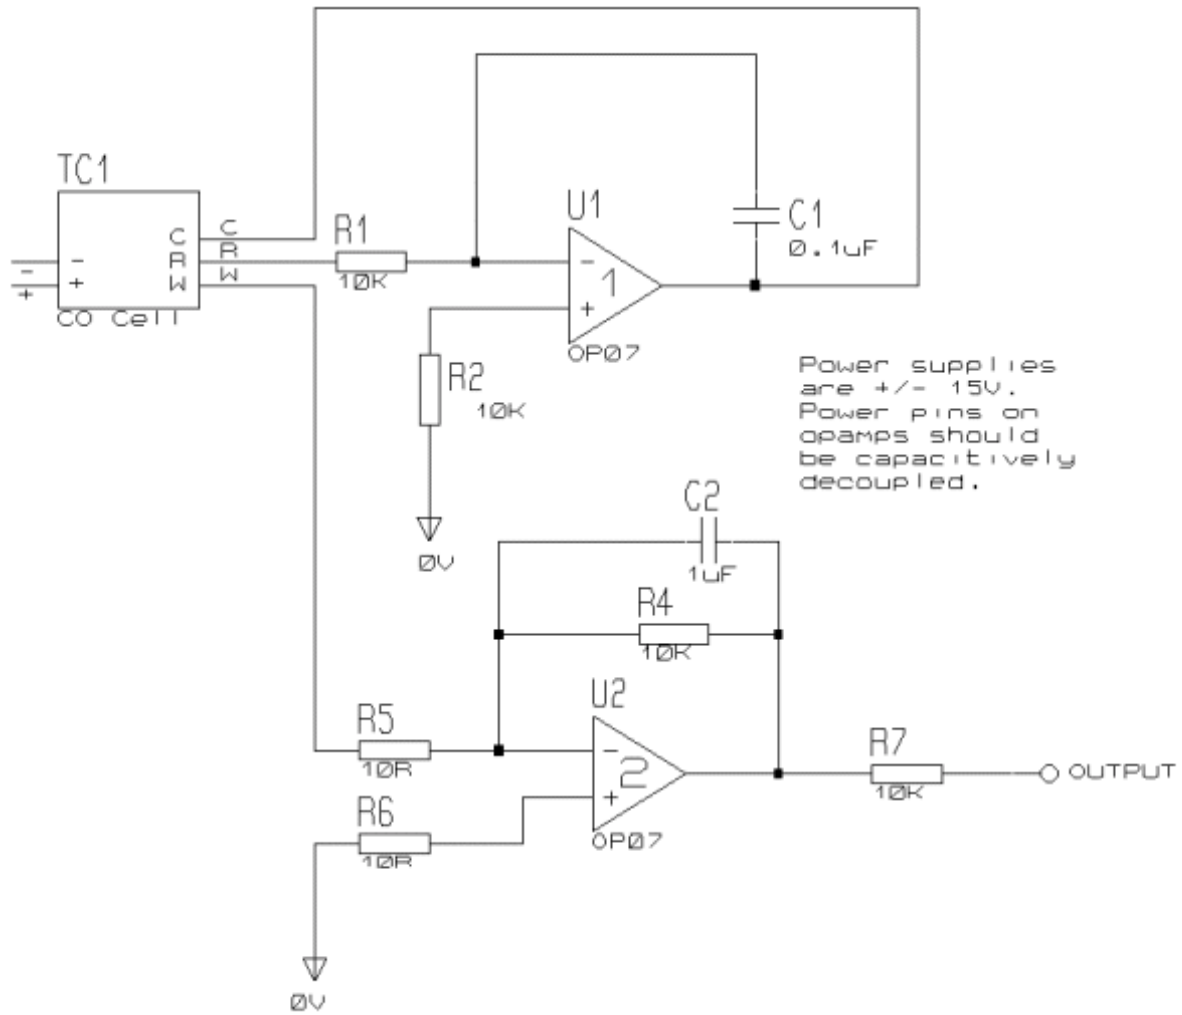 TC1
C
R
W
-
+
C
R
W
-
+
CO Cell
R1
10K
U1
-
+
1
OP07
C1
0.1uF
R2
10K
0V
Power supplies
are +/- 15V.
Power pins on
opamps should
be capacitively
decoupled.
C2
1uF
R4
10K
U2
-
+
2
OP07
R5
10R
R6
10R
0V
R7
10K
OUTPUT